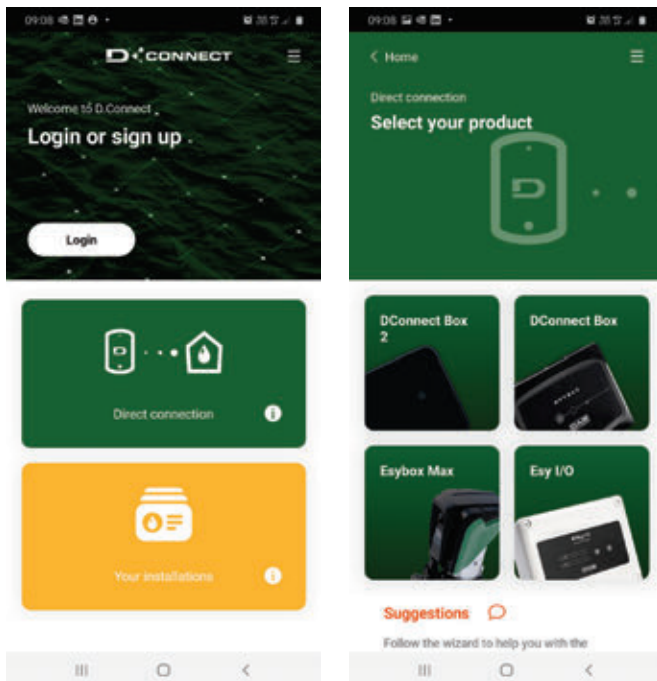 09:08
D CONNECT
Welcome to D.Connect
Login or sign up
Login
Direct connection
Your installations
09:08
Home
Direct connection
Select your product
D
DConnect Box
2
DConnect Box
Esybox Max
Esy I/O
Suggestions
Follow the wizard to help you with the